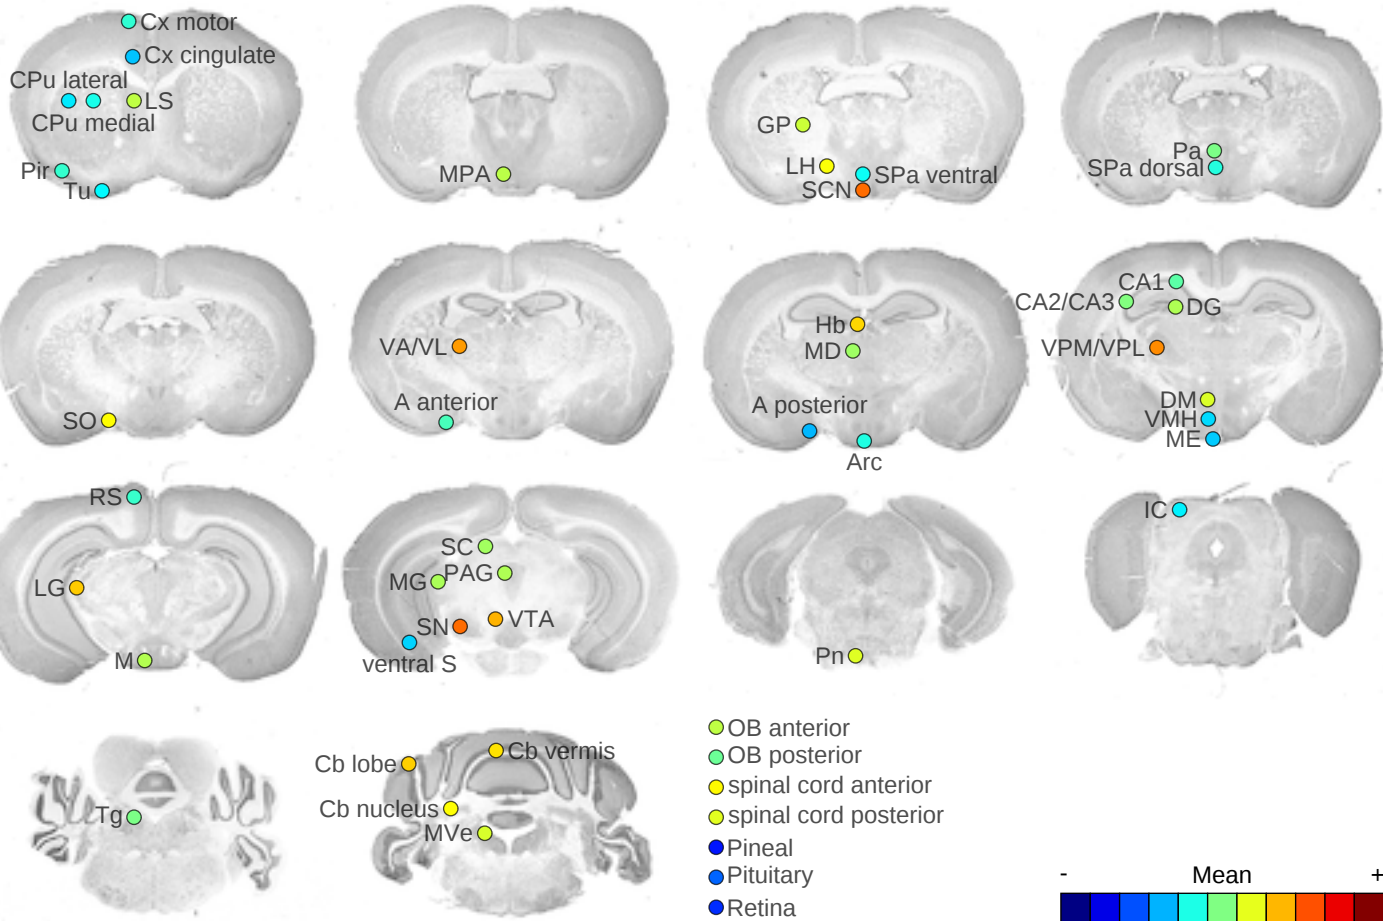 Cx motor
Cx cingulate
CPu lateral
LS
CPu medial
Pir
Tu
MPA
GP
LH
SPa ventral
SCN
Pa
SPa dorsal
SO
VA/VL
A anterior
Hb
MD
A posterior
Arc
CA1
CA2/CA3
DG
VPM/VPL
DM
VMH
ME
RS
LG
M
SC
MG
PAG
SN
VTA
ventral S
Pn
IC
Tg
Cb lobe
Cb vermis
Cb nucleus
MVe
OB anterior
OB posterior
spinal cord anterior
spinal cord posterior
Pineal
Pituitary
Retina
- Mean +